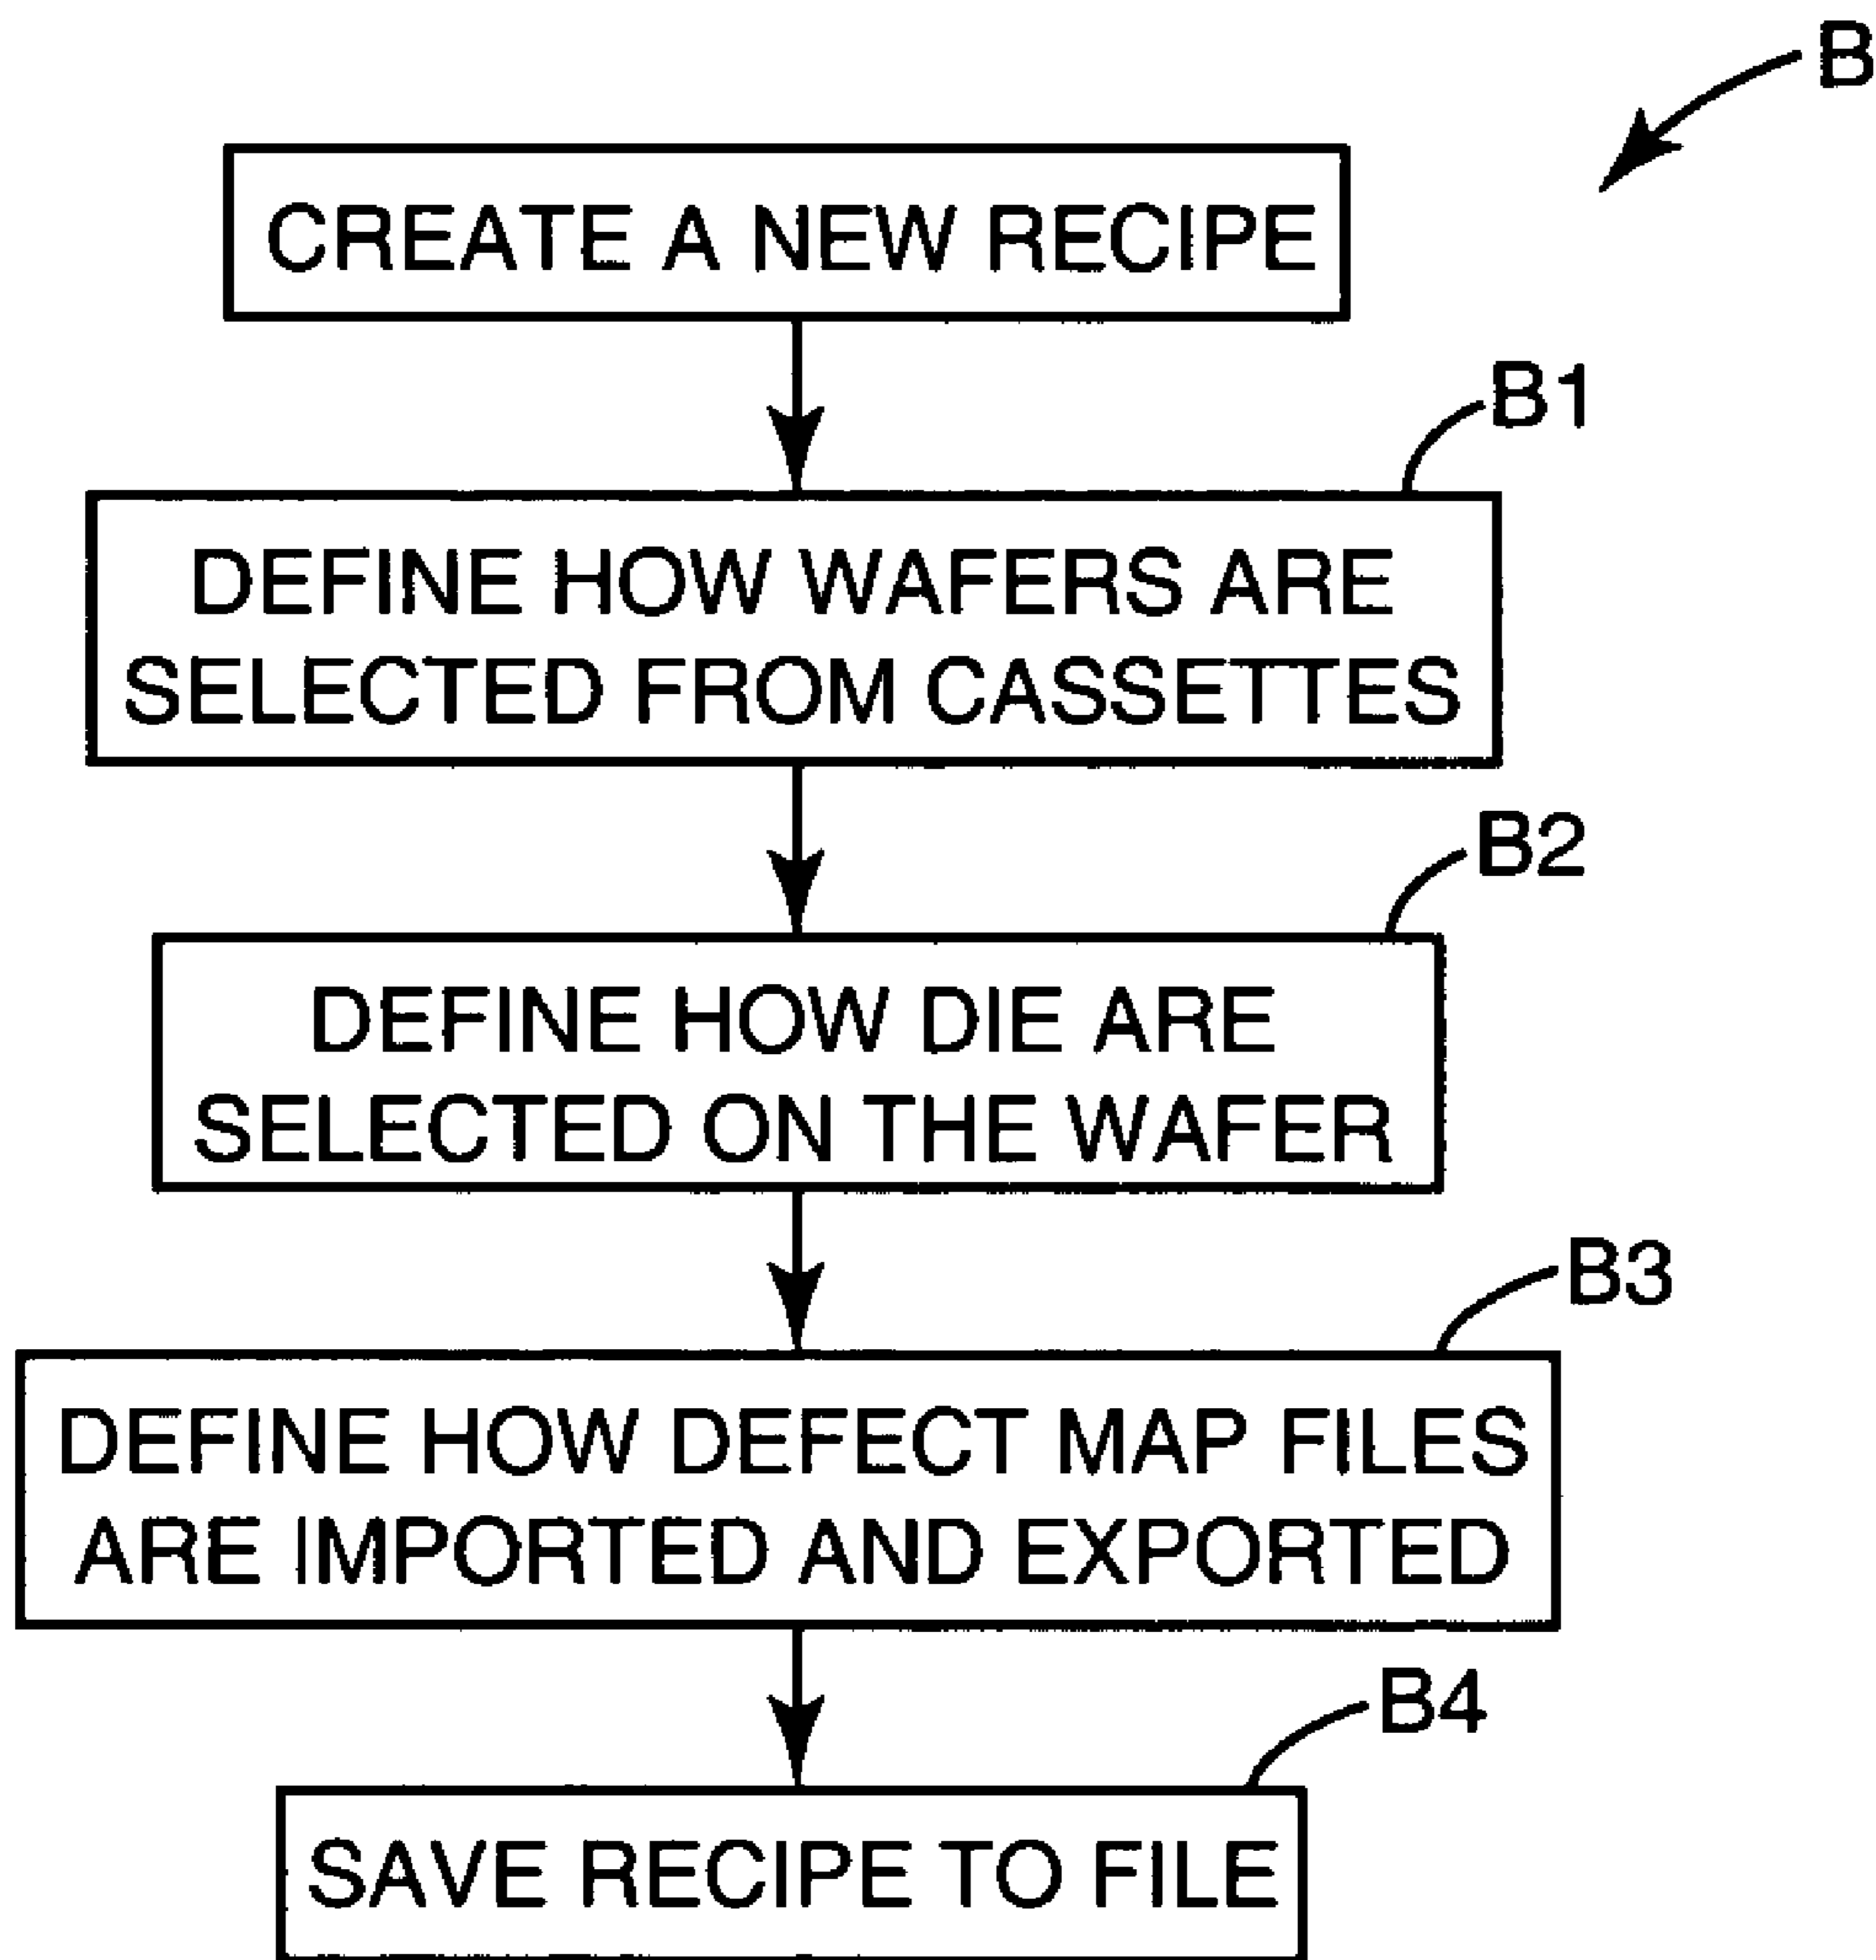 B
CREATE A NEW RECIPE
B1
DEFINE HOW WAFERS ARE
SELECTED FROM CASSETTES
B2
DEFINE HOW DIE ARE
SELECTED ON THE WAFER
B3
DEFINE HOW DEFECT MAP FILES
ARE IMPORTED AND EXPORTED
B4
SAVE RECIPE TO FILE